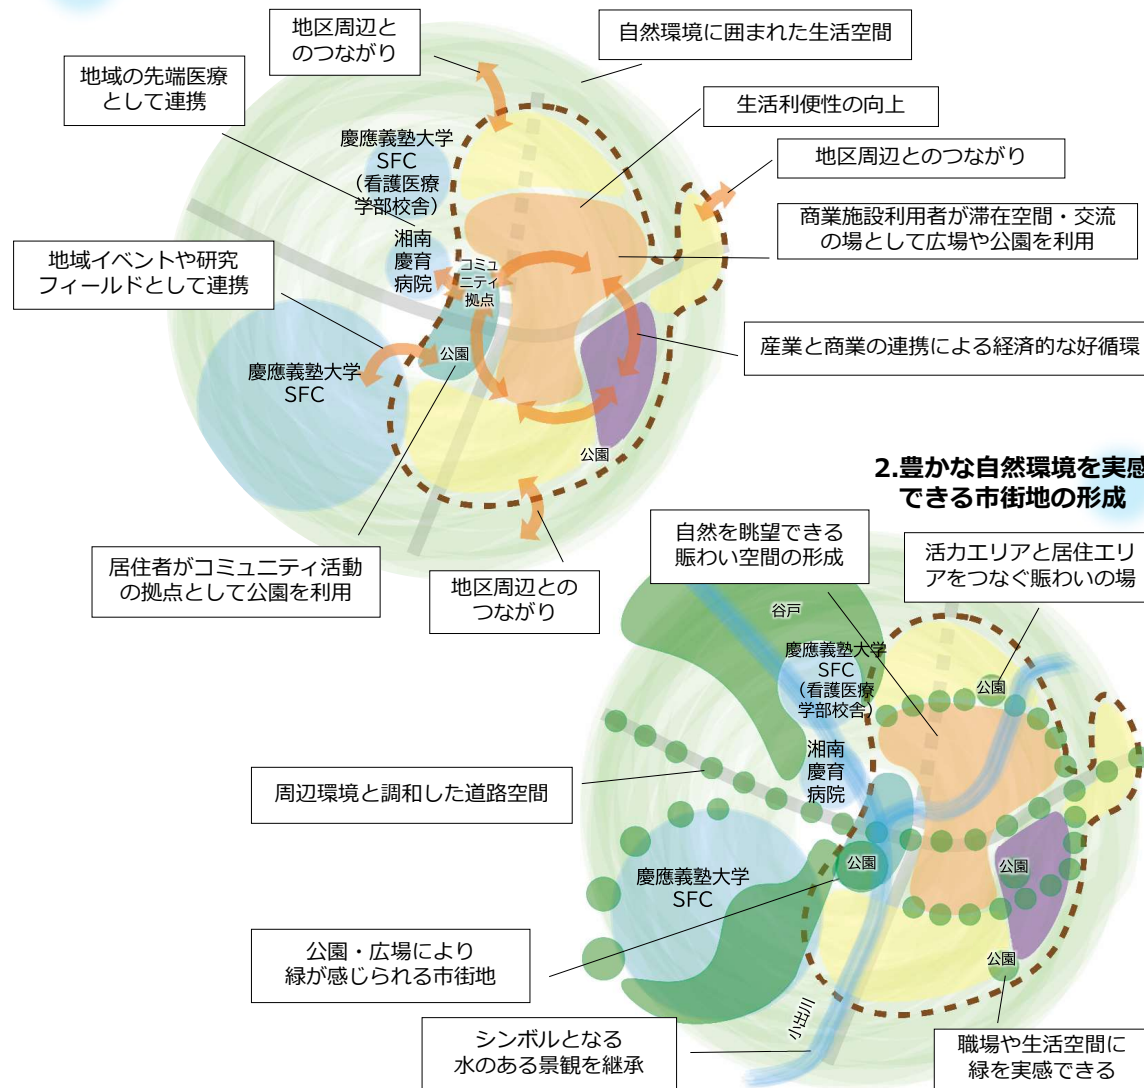 地区周辺と
のつながり
自然環境に囲まれた生活空間
地域の先端医療
として連携
生活利便性の向上
慶應義塾大学
SFC
(看護医療
学部校舎)
地区周辺とのつながり
商業施設利用者が滞在空間・交流
の場として広場や公園を利用
湘南
慶育
病院
コミュ
ニティ
拠点
地域イベントや研究
フィールドとして連携
公園
産業と商業の連携による経済的な好循環
慶應義塾大学
SFC
公園
居住者がコミュニティ活動
の拠点として公園を利用
地区周辺との
つながり
2.豊かな自然環境を実感
できる市街地の形成
自然を眺望できる
賑わい空間の形成
活力エリアと居住エリ
アをつなぐ賑わいの場
谷戸
慶應義塾大学
SFC
(看護医療
学部校舎)
公園
湘南
慶育
病院
周辺環境と調和した道路空間
公園
公園
慶應義塾大学
SFC
公園・広場により
緑が感じられる市街地
公園
小出川
シンボルとなる
水のある景観を継承
職場や生活空間に
緑を実感できる